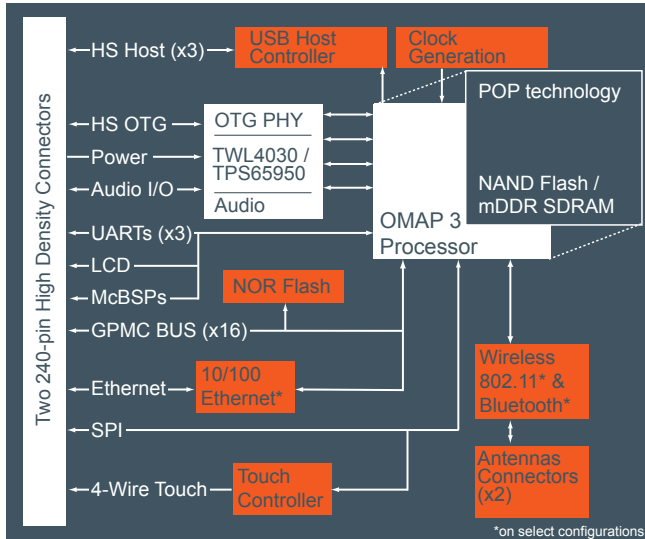 Two 240-pin High Density Connectors
HS Host (x3)
USB Host
Controller
Clock
Generation
POP technology
NAND Flash /
mDDR SDRAM
HS OTG
OTG PHY
Power
TWL4030 /
TPS65950
Audio I/O
Audio
OMAP 3
Processor
UARTs (x3)
LCD
McBSPs
NOR Flash
GPMC BUS (x16)
Ethernet
10/100
Ethernet*
Wireless
802.11* &
Bluetooth*
SPI
Antennas
Connectors
(x2)
4-Wire Touch
Touch
Controller
*on select configurations